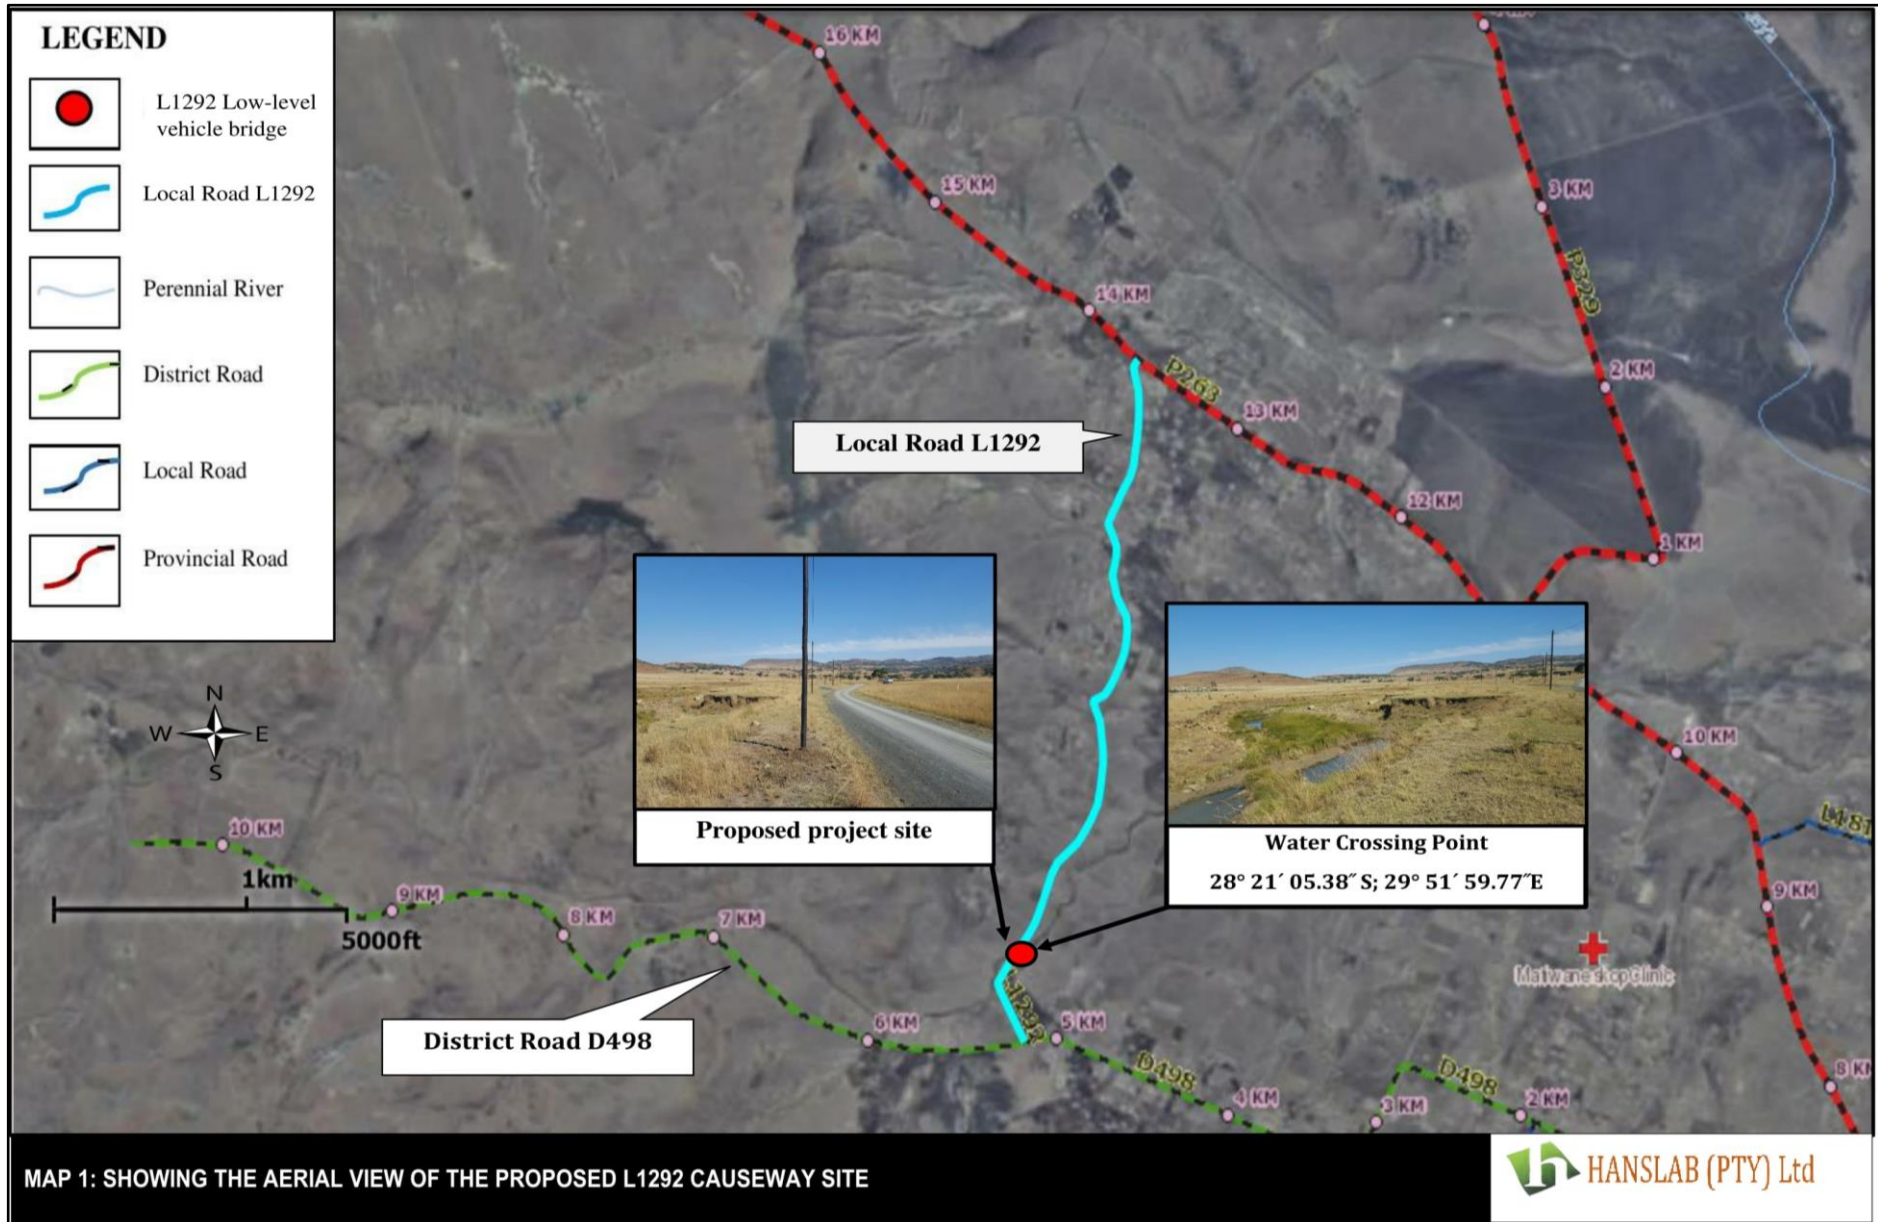 LEGEND
L1292 Low-level
vehicle bridge
Local Road L1292
Perennial River
District Road
Local Road
Provincial Road
16 KM
15 KM
14 KM
P263
13 KM
12 KM
3 KM
P323
2 KM
1 KM
Local Road L1292
Proposed project site
Water Crossing Point
28° 21´ 05.38˝ S; 29° 51´ 59.77˝E
N
W
E
S
10 KM
1km
5000ft
9 KM
8 KM
7 KM
6 KM
L1292
5 KM
D498
4 KM
3 KM
D498
2 KM
10 KM
L181
9 KM
8 KM
Matwaneskop Clinic
District Road D498
MAP 1: SHOWING THE AERIAL VIEW OF THE PROPOSED L1292 CAUSEWAY SITE
h HANSLAB (PTY) Ltd